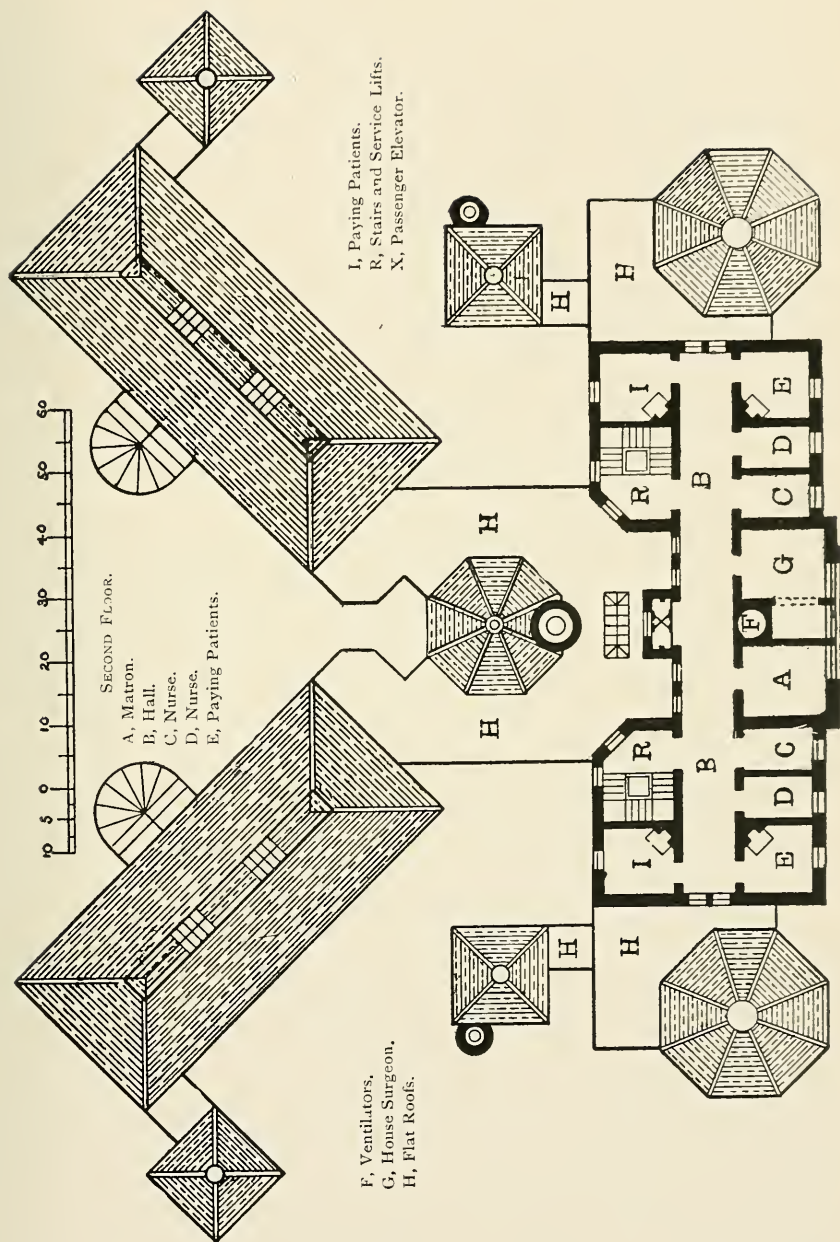 10 5 0 10 20 30 40 50 60
SECOND FLOOR.
A, Matron.
B, Hall.
C, Nurse.
D, Nurse.
E, Paying Patients.
F, Ventilators.
G, House Surgeon.
H, Flat Roofs.
I, Paying Patients.
R, Stairs and Service Lifts.
X, Passenger Elevator.
H H
H H
H I R R I H
X
B B
F
E D C A G C D E